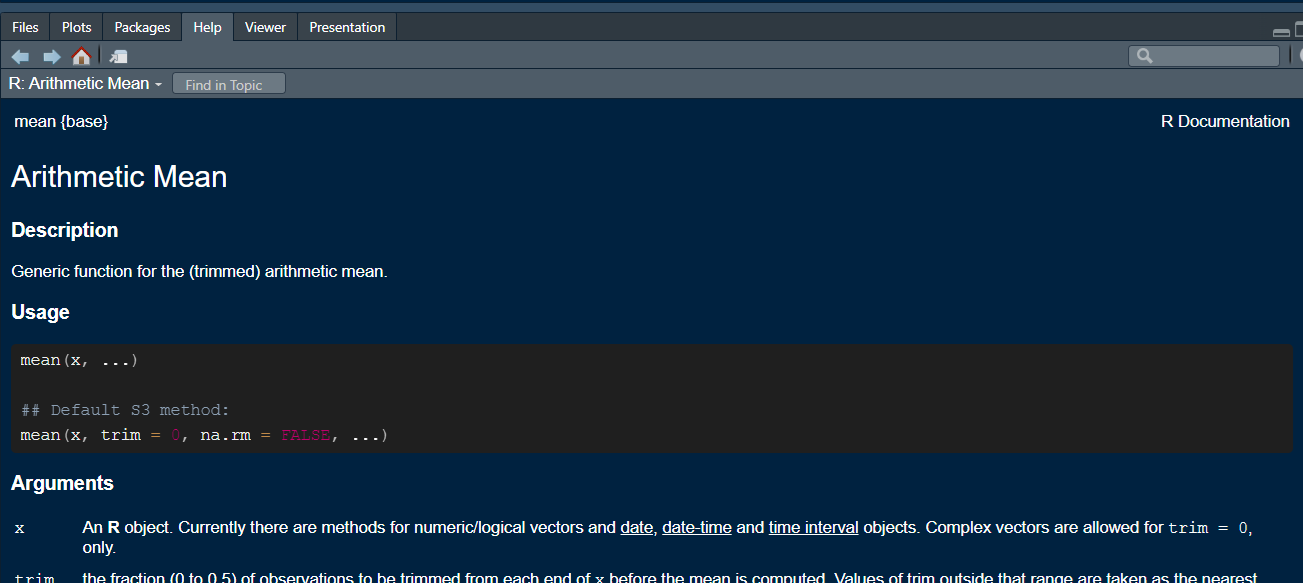 Files Plots Packages Help Viewer Presentation
R: Arithmetic Mean Find in Topic
mean {base} R Documentation
Arithmetic Mean
Description
Generic function for the (trimmed) arithmetic mean.
Usage
mean(x, ...)
## Default S3 method:
mean(x, trim = 0, na.rm = FALSE, ...)
Arguments
x An R object. Currently there are methods for numeric/logical vectors and date, date-time and time interval objects. Complex vectors are allowed for trim = 0,
only.
trim the fraction (0 to 0.5) of observations to be trimmed from each end of x before the mean is computed. Values of trim outside that range are taken as the nearest